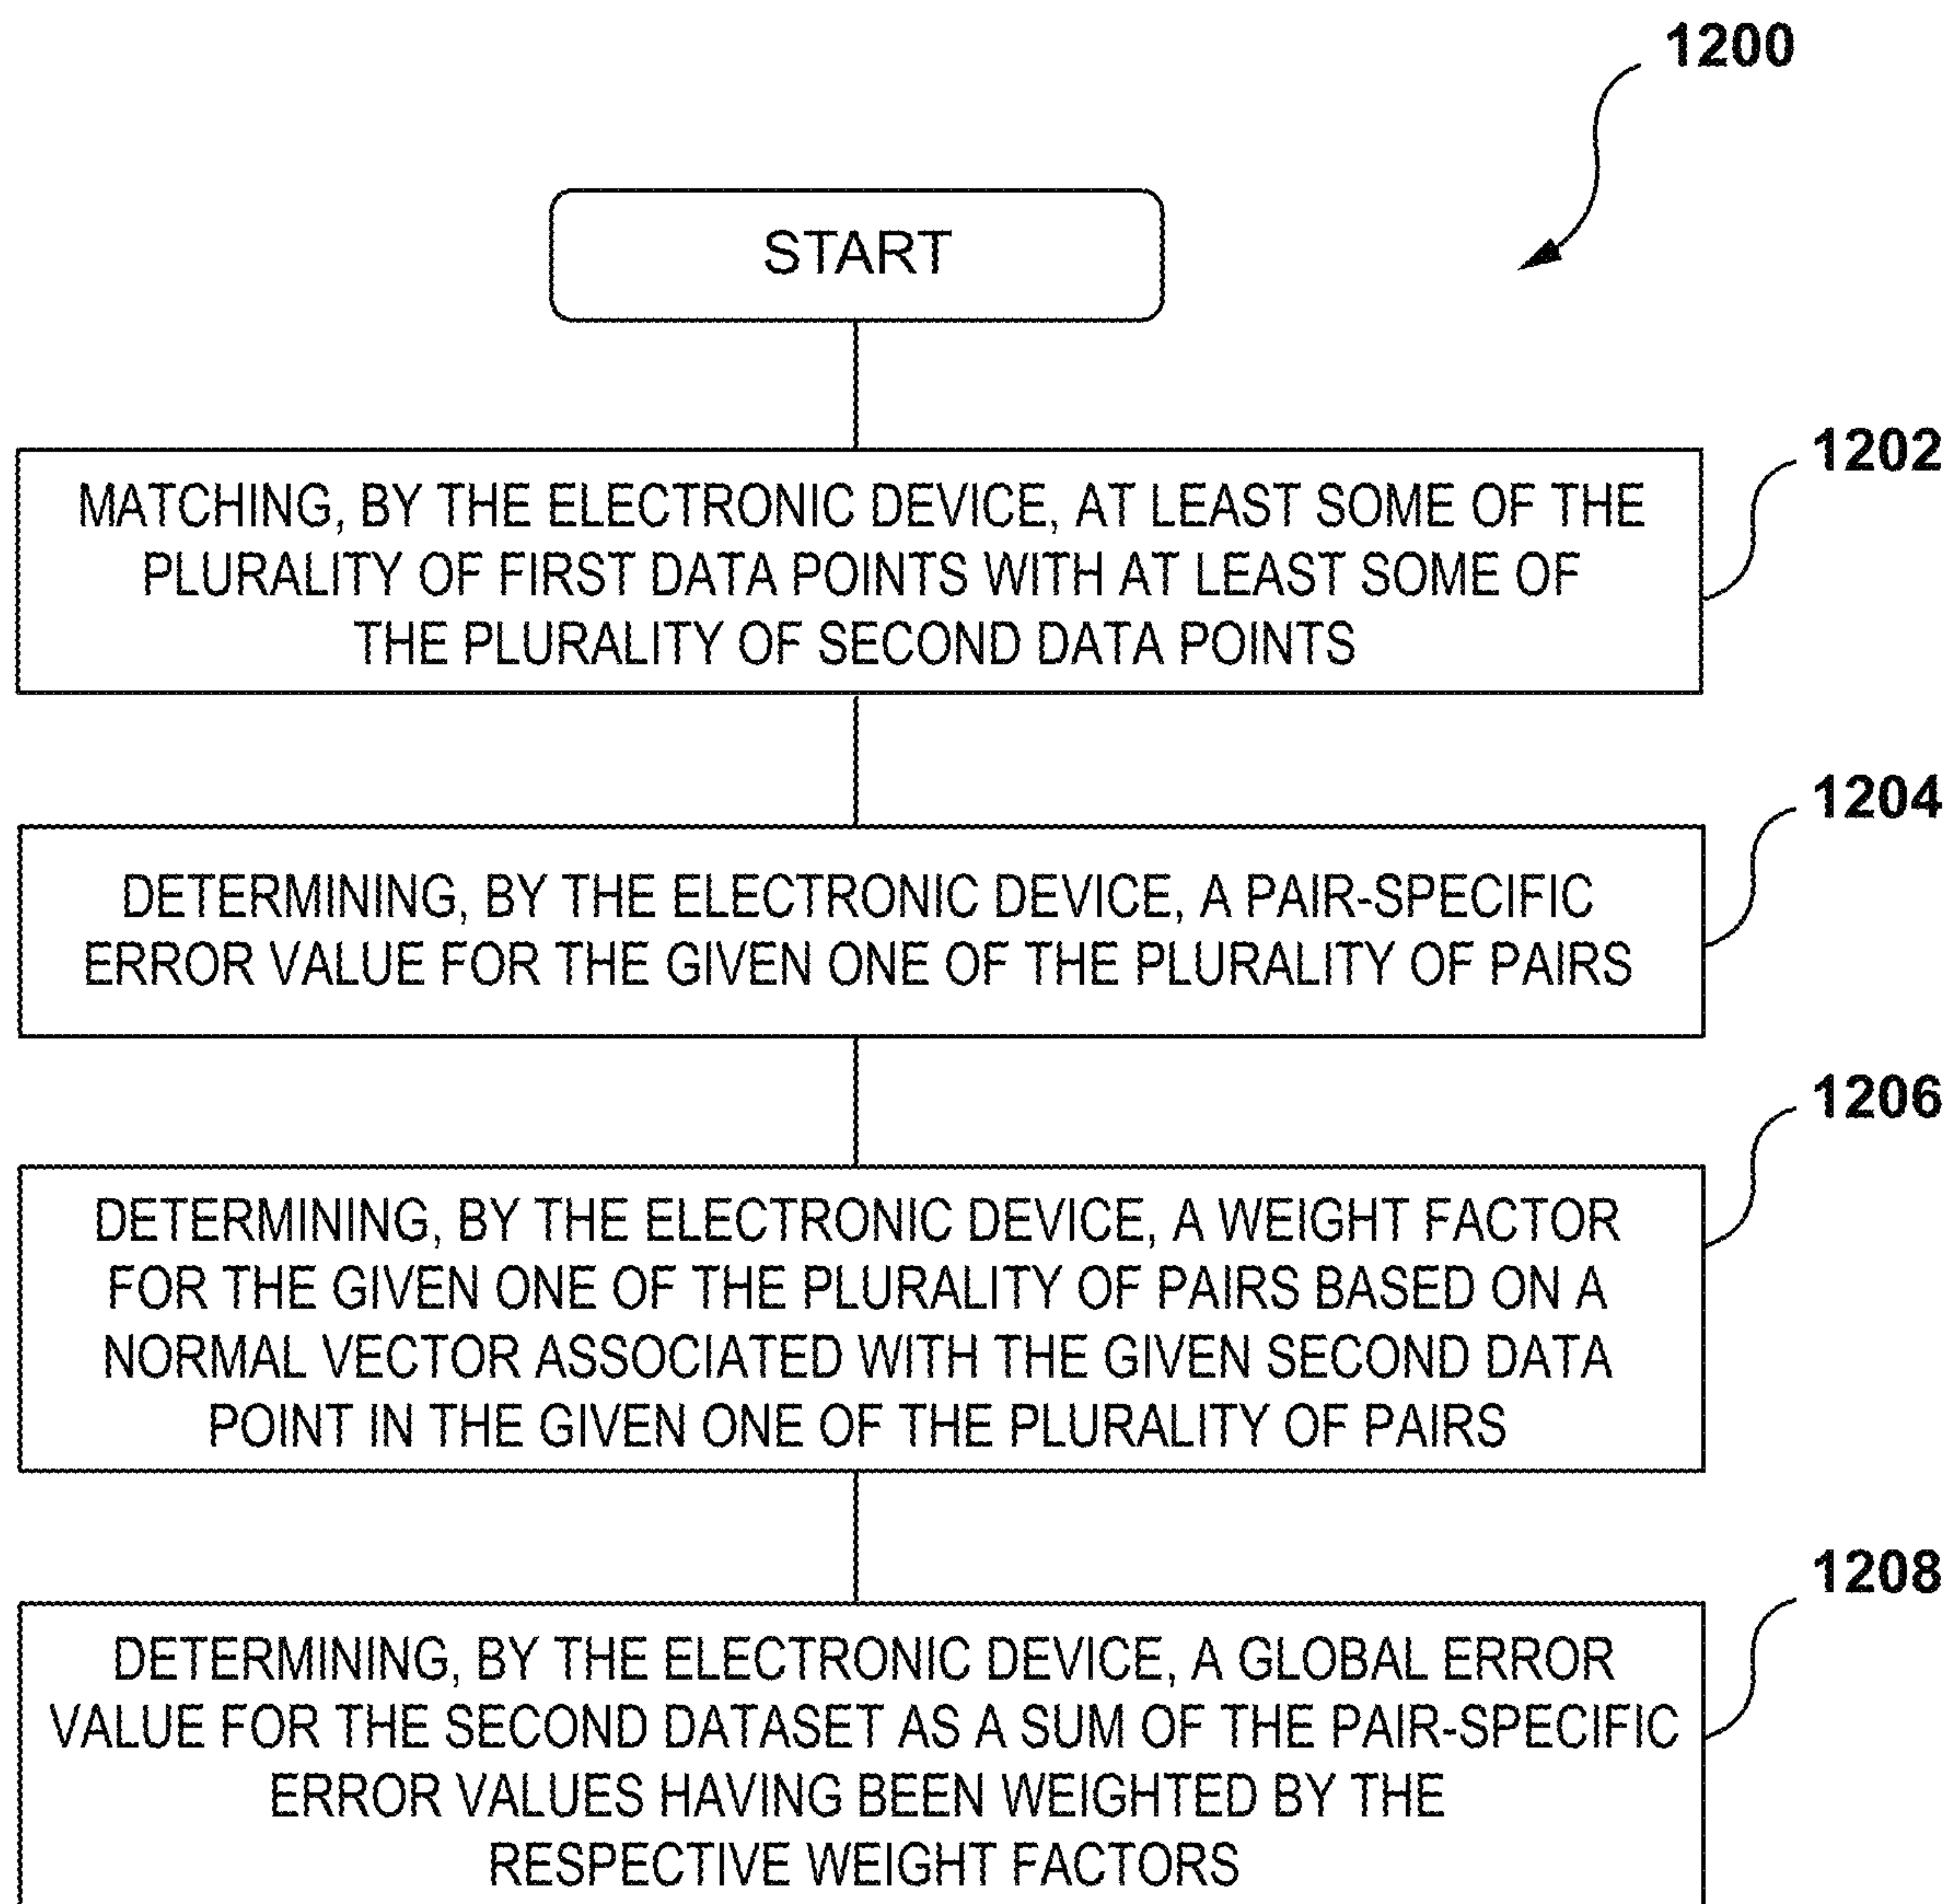 1200
START
1202
MATCHING, BY THE ELECTRONIC DEVICE, AT LEAST SOME OF THE
PLURALITY OF FIRST DATA POINTS WITH AT LEAST SOME OF
THE PLURALITY OF SECOND DATA POINTS
1204
DETERMINING, BY THE ELECTRONIC DEVICE, A PAIR-SPECIFIC
ERROR VALUE FOR THE GIVEN ONE OF THE PLURALITY OF PAIRS
1206
DETERMINING, BY THE ELECTRONIC DEVICE, A WEIGHT FACTOR
FOR THE GIVEN ONE OF THE PLURALITY OF PAIRS BASED ON A
NORMAL VECTOR ASSOCIATED WITH THE GIVEN SECOND DATA
POINT IN THE GIVEN ONE OF THE PLURALITY OF PAIRS
1208
DETERMINING, BY THE ELECTRONIC DEVICE, A GLOBAL ERROR
VALUE FOR THE SECOND DATASET AS A SUM OF THE PAIR-SPECIFIC
ERROR VALUES HAVING BEEN WEIGHTED BY THE
RESPECTIVE WEIGHT FACTORS